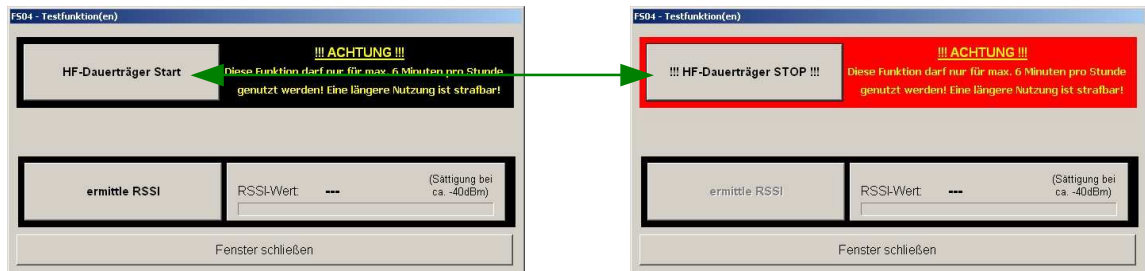 FS04 - Testfunktion(en)
HF-Dauerträger Start
!!! ACHTUNG !!!
Diese Funktion darf nur für max. 6 Minuten pro Stunde
genutzt werden! Eine längere Nutzung ist strafbar!
ermittle RSSI
RSSI-Wert: ---
(Sättigung bei
ca. -40dBm)
Fenster schließen
FS04 - Testfunktion(en)
!!! HF-Dauerträger STOP !!!
!!! ACHTUNG !!!
Diese Funktion darf nur für max. 6 Minuten pro Stunde
genutzt werden! Eine längere Nutzung ist strafbar!
ermittle RSSI
RSSI-Wert: ---
(Sättigung bei
ca. -40dBm)
Fenster schließen